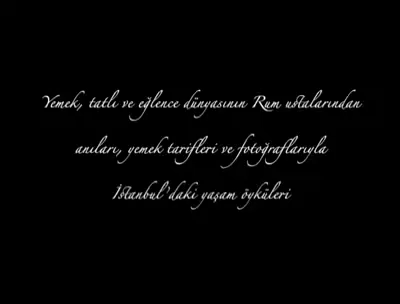 Yemek, tatlı ve eğlence dünyasının Rum ustalarından
anıları, yemek tarifleri ve fotoğraflarıyla
İstanbul'daki yaşam öyküleri